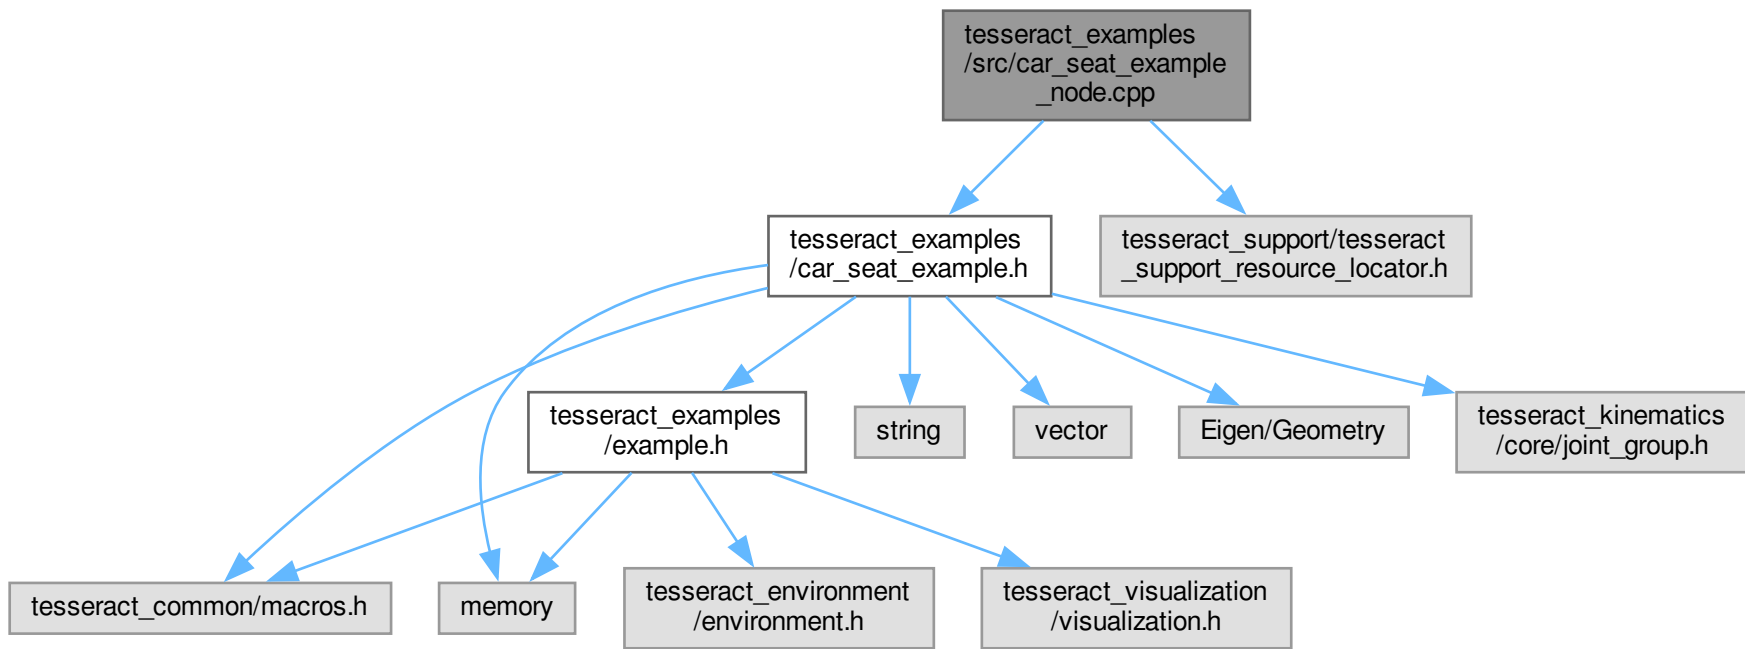 tesseract_examples
/src/car_seat_example
_node.cpp
tesseract_examples
/car_seat_example.h
tesseract_support/tesseract
_support_resource_locator.h
tesseract_examples
/example.h
string
vector
Eigen/Geometry
tesseract_kinematics
/core/joint_group.h
tesseract_common/macros.h
memory
tesseract_environment
/environment.h
tesseract_visualization
/visualization.h